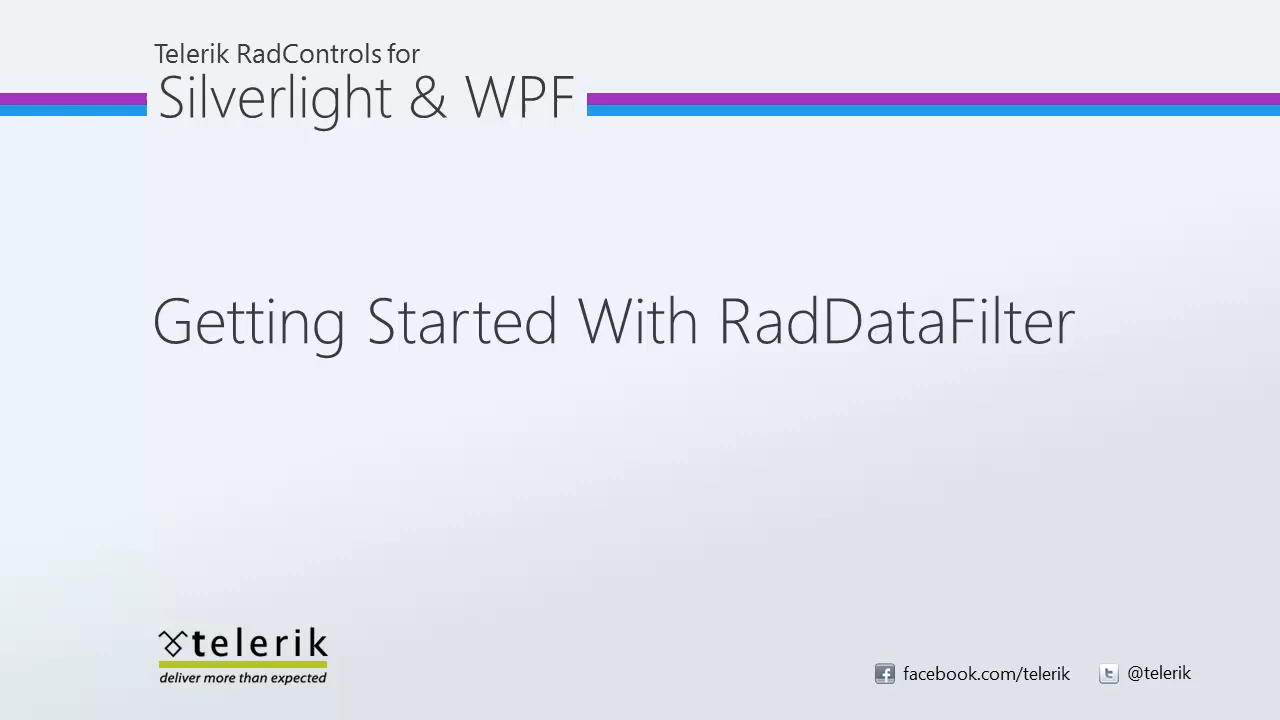 Telerik RadControls for
Silverlight & WPF
Getting Started With RadDataFilter
telerik
deliver more than expected
facebook.com/telerik
@telerik